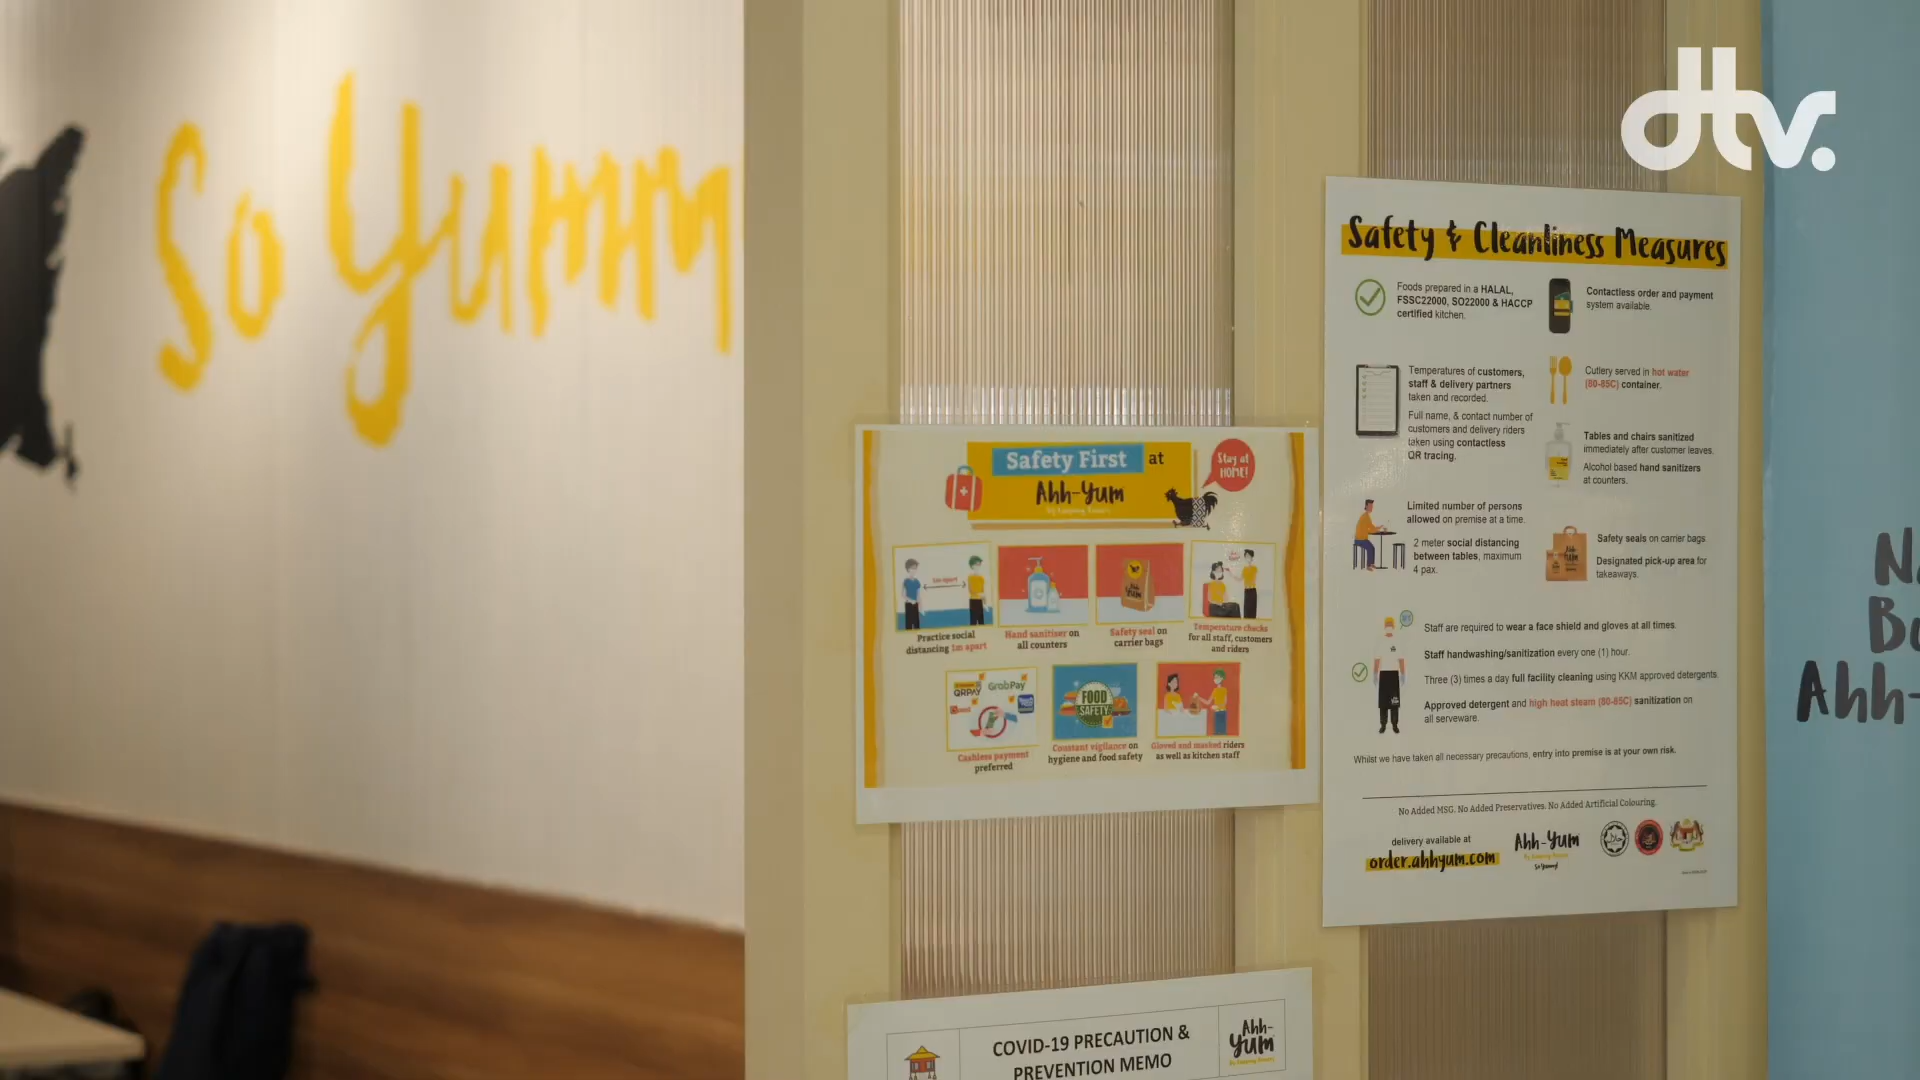 So Yumm
dtv.
Safety First at
Ahh-Yum
Stay at
HOME!
1m apart
Practice social
distancing 1m apart
Hand sanitiser on
all counters
Safety seal on
carrier bags
Temperature checks
for all staff, customers
and riders
QRPAY
GrabPay
Cashless payment
preferred
FOOD
SAFETY
Constant vigilance on
hygiene and food safety
Gloved and masked riders
as well as kitchen staff
COVID-19 PRECAUTION &
PREVENTION MEMO
Ahh-
Yum
Safety & Cleanliness Measures
Foods prepared in a HALAL,
FSSC22000, SO22000 & HACCP
certified kitchen.
Contactless order and payment
system available.
Temperatures of customers,
staff & delivery partners
taken and recorded.
Full name, & contact number of
customers and delivery riders
taken using contactless
QR tracing.
Cutlery served in hot water
(80-85C) container.
Tables and chairs sanitized
immediately after customer leaves.
Alcohol based hand sanitizers
at counters.
Limited number of persons
allowed on premise at a time.
2 meter social distancing
between tables, maximum
4 pax.
Safety seals on carrier bags
Designated pick-up area for
takeaways.
Staff are required to wear a face shield and gloves at all times.
Staff handwashing/sanitization every one (1) hour.
Three (3) times a day full facility cleaning using KKM approved detergents.
Approved detergent and high heat steam (80-85C) sanitization on
all serveware.
Whilst we have taken all necessary precautions, entry into premise is at your own risk.
No Added MSG. No Added Preservatives. No Added Artificial Colouring.
delivery available at
order.ahhyum.com
Ahh-Yum
So Yummy!
Ahh-